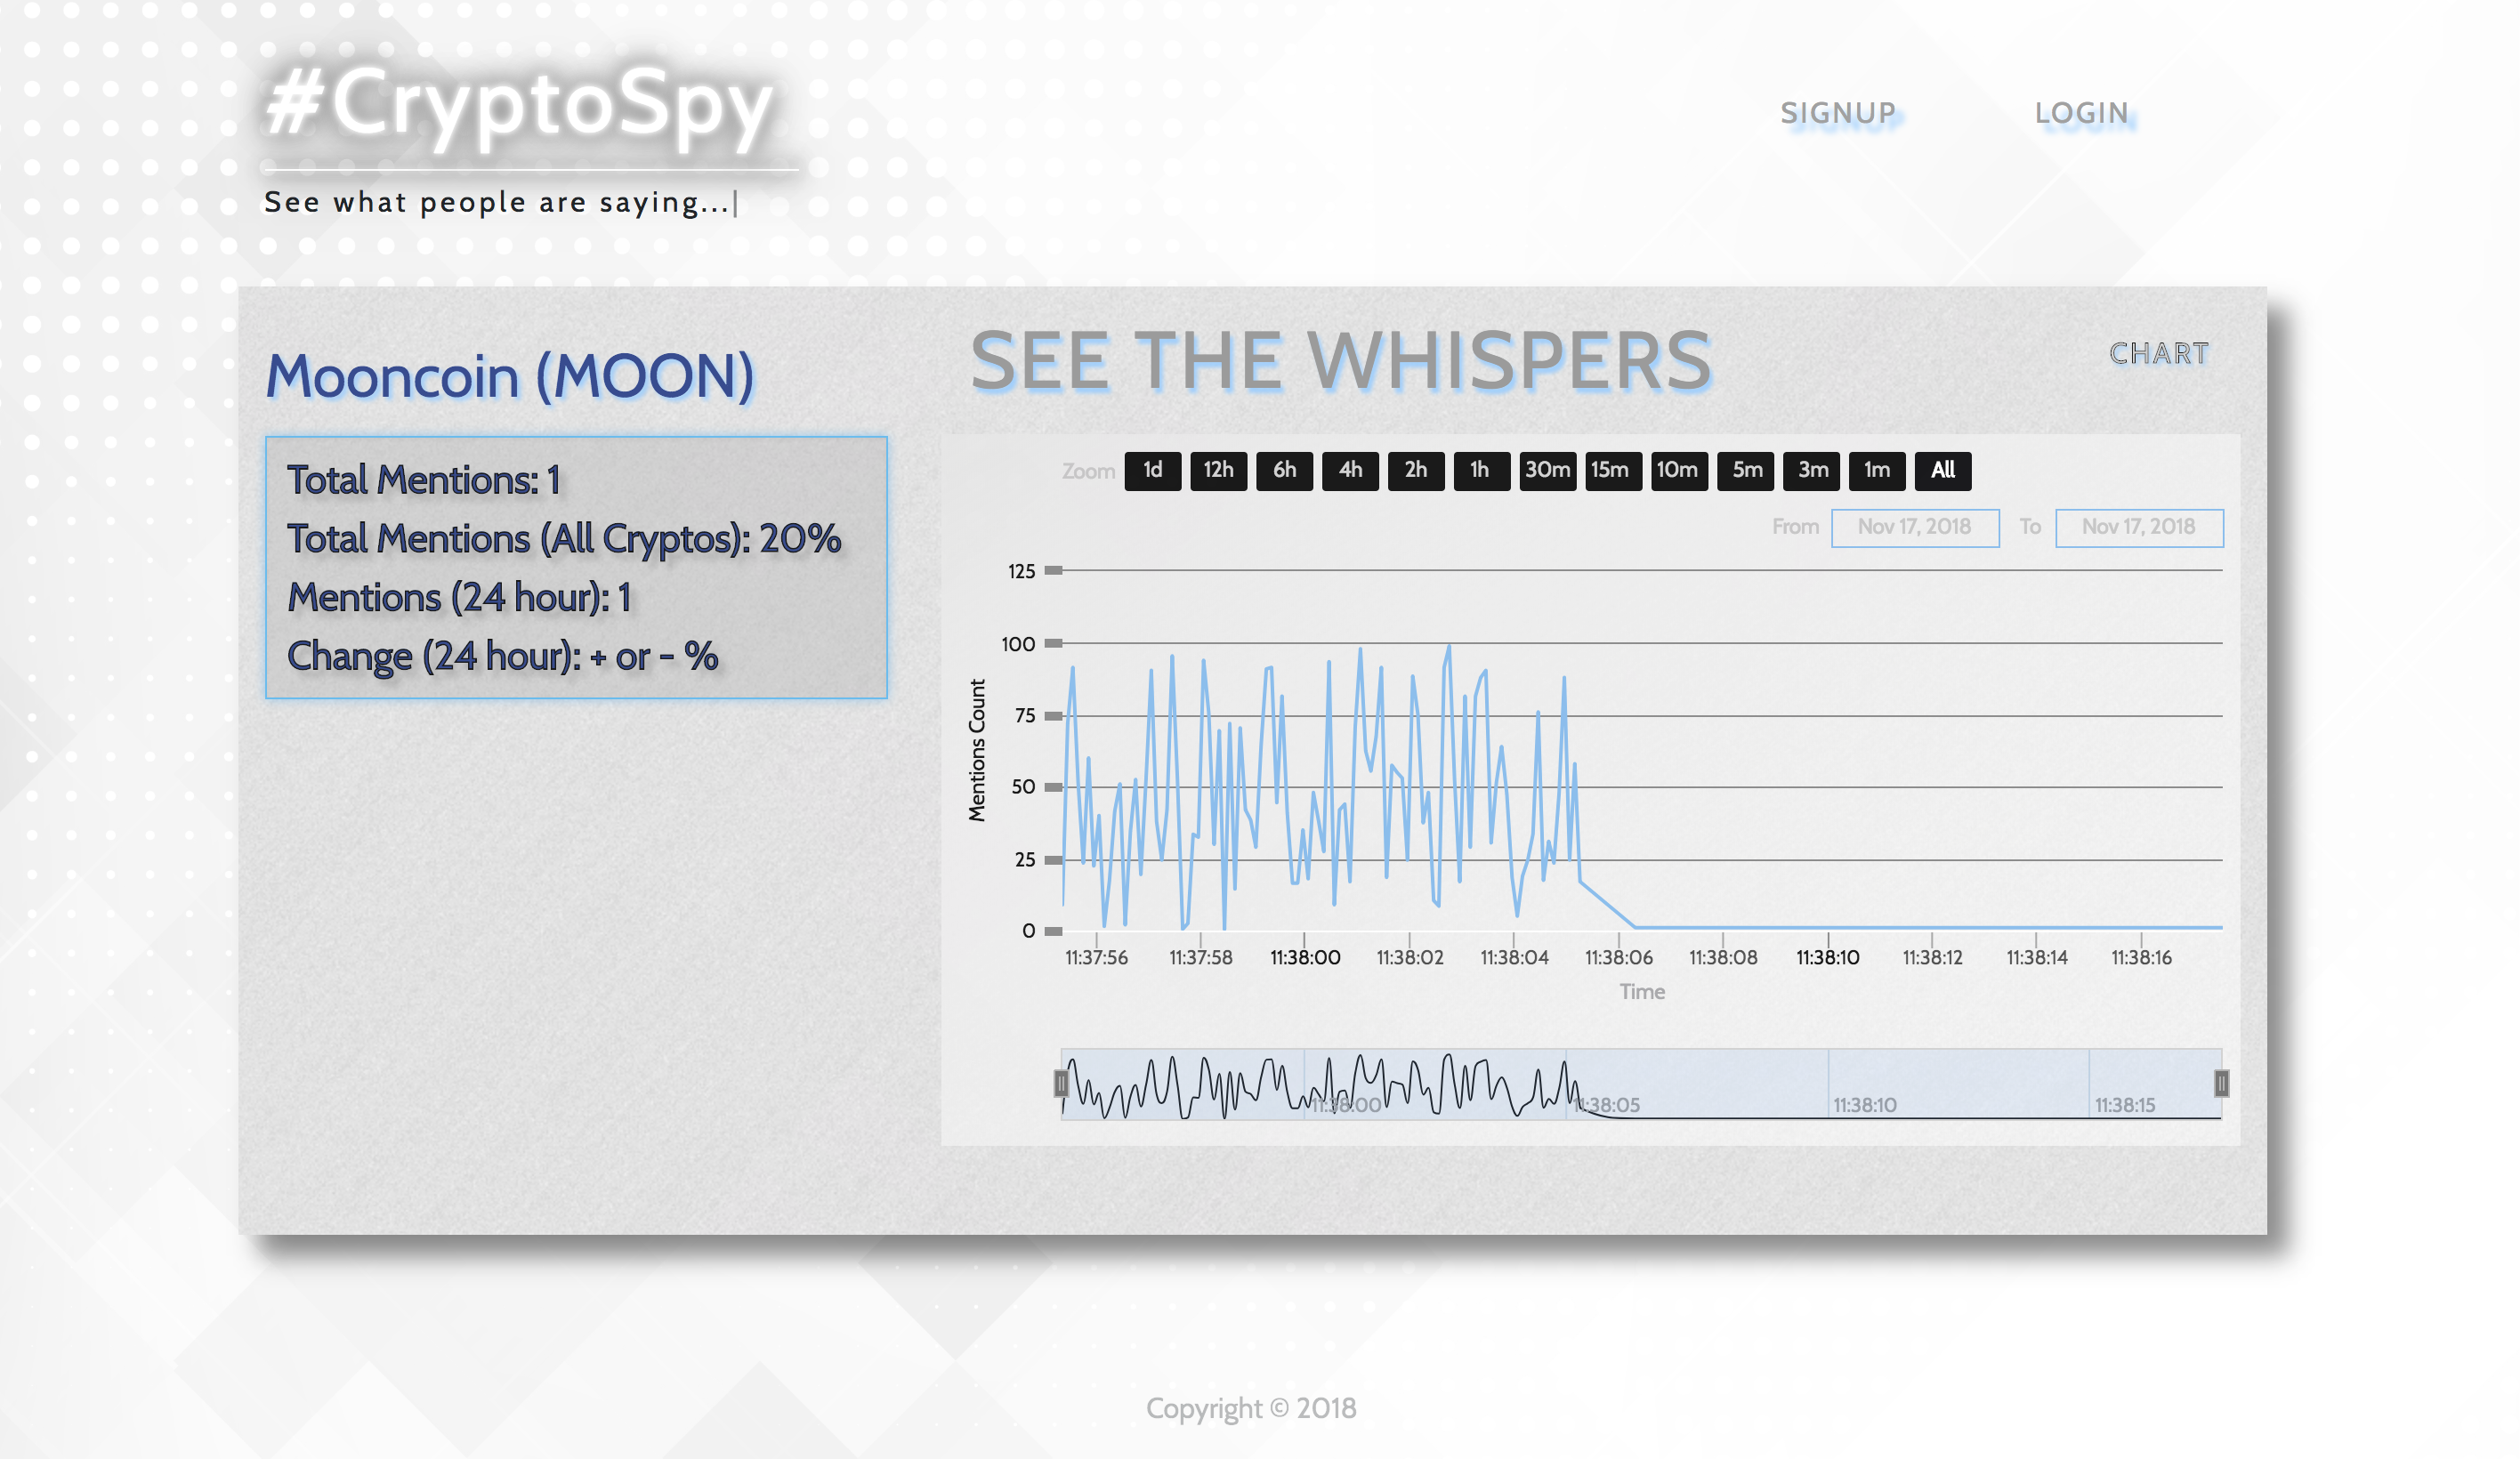 #CryptoSpy
SIGNUP LOGIN
See what people are saying...|
Mooncoin (MOON)
Total Mentions: 1
Total Mentions (All Cryptos): 20%
Mentions (24 hour): 1
Change (24 hour): + or - %
SEE THE WHISPERS
CHART
Zoom 1d 12h 6h 4h 2h 1h 30m 15m 10m 5m 3m 1m All
From Nov 17, 2018 To Nov 17, 2018
Mentions Count
125
100
75
50
25
0
11:37:56 11:37:58 11:38:00 11:38:02 11:38:04 11:38:06 11:38:08 11:38:10 11:38:12 11:38:14 11:38:16
Time
11:38:00 11:38:05 11:38:10 11:38:15
Copyright © 2018